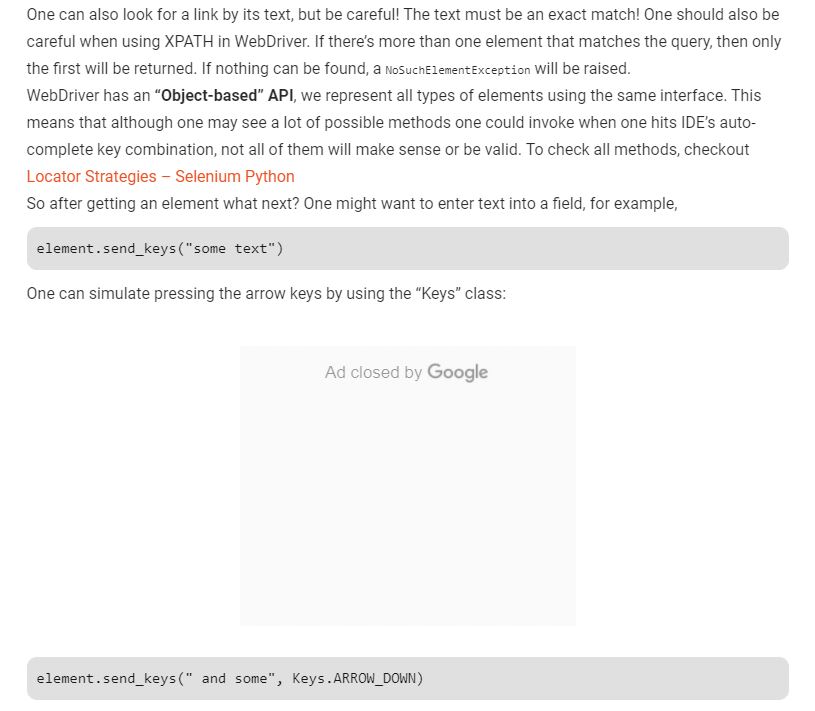 One can also look for a link by its text, but be careful! The text must be an exact match! One should also be
careful when using XPATH in WebDriver. If there’s more than one element that matches the query, then only
the first will be returned. If nothing can be found, a NoSuchElementException will be raised.
WebDriver has an “Object-based” API, we represent all types of elements using the same interface. This
means that although one may see a lot of possible methods one could invoke when one hits IDE’s auto-
complete key combination, not all of them will make sense or be valid. To check all methods, checkout
Locator Strategies – Selenium Python
So after getting an element what next? One might want to enter text into a field, for example,
element.send_keys("some text")
One can simulate pressing the arrow keys by using the “Keys” class:
Ad closed by Google
element.send_keys(" and some", Keys.ARROW_DOWN)